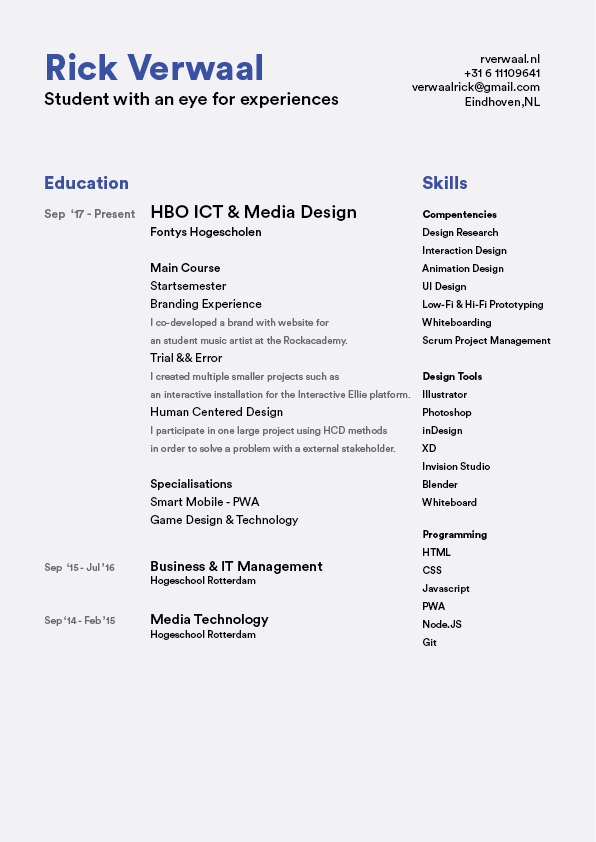 Rick Verwaal
Student with an eye for experiences
rverwaal.nl
+31 6 11109641
verwaalrick@gmail.com
Eindhoven,NL
Education
Sep ‘17 - Present
HBO ICT & Media Design
Fontys Hogescholen
Main Course
Startsemester
Branding Experience
I co-developed a brand with website for
an student music artist at the Rockacademy.
Trial && Error
I created multiple smaller projects such as
an interactive installation for the Interactive Ellie platform.
Human Centered Design
I participate in one large project using HCD methods
in order to solve a problem with a external stakeholder.
Specialisations
Smart Mobile - PWA
Game Design & Technology
Sep ‘15 - Jul ’16
Business & IT Management
Hogeschool Rotterdam
Sep ‘14 - Feb ’15
Media Technology
Hogeschool Rotterdam
Skills
Compentencies
Design Research
Interaction Design
Animation Design
UI Design
Low-Fi & Hi-Fi Prototyping
Whiteboarding
Scrum Project Management
Design Tools
Illustrator
Photoshop
inDesign
XD
Invision Studio
Blender
Whiteboard
Programming
HTML
CSS
Javascript
PWA
Node.JS
Git